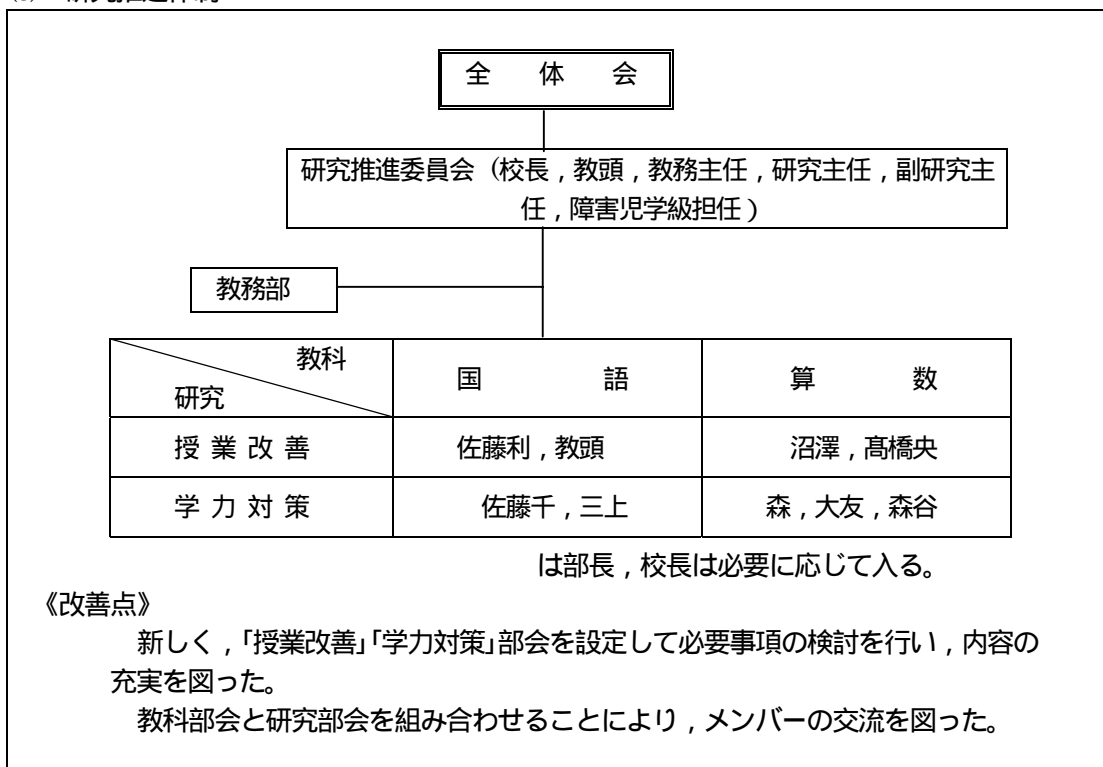 全　体　会
研究推進委員会（校長，教頭，教務主任，研究主任，副研究主
任，障害児学級担任）
教務部
教科
研究
国　語
算　数
授業改善
佐藤利，教頭
沼澤，髙橋央
学力対策
佐藤千，三上
森，大友，森谷
は部長，校長は必要に応じて入る。
《改善点》
新しく，「授業改善」「学力対策」部会を設定して必要事項の検討を行い，内容の
充実を図った。
教科部会と研究部会を組み合わせることにより，メンバーの交流を図った。